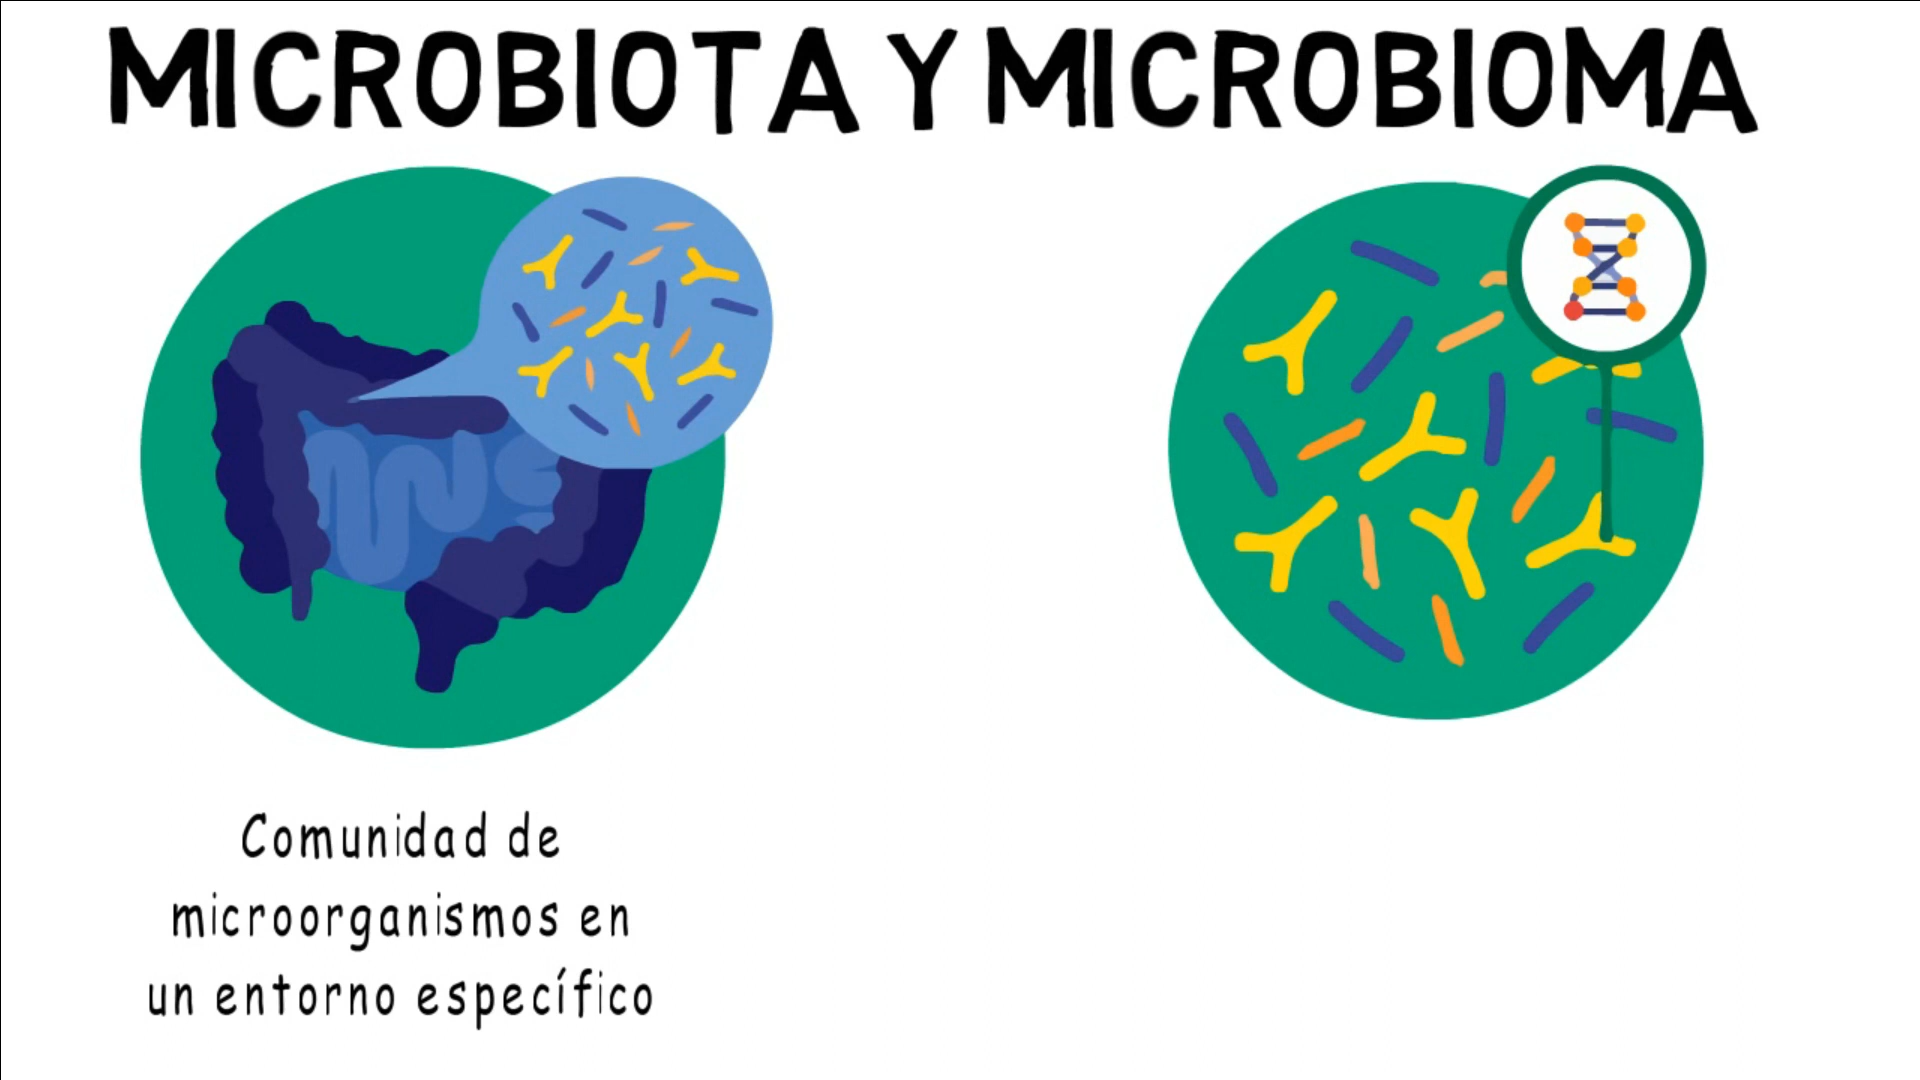 MICROBIOTA Y MICROBIOMA
Comunidad de
microorganismos en
un entorno específico